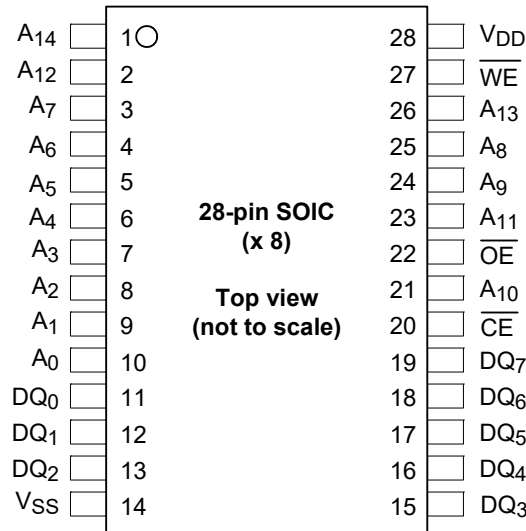 A14 1 28 VDD
A12 2 27 WE
A7 3 26 A13
A6 4 25 A8
A5 5 24 A9
A4 6 28-pin SOIC 23 A11
A3 7 (x 8) 22 OE
A2 8 Top view 21 A10
A1 9 (not to scale) 20 CE
A0 10 19 DQ7
DQ0 11 18 DQ6
DQ1 12 17 DQ5
DQ2 13 16 DQ4
VSS 14 15 DQ3